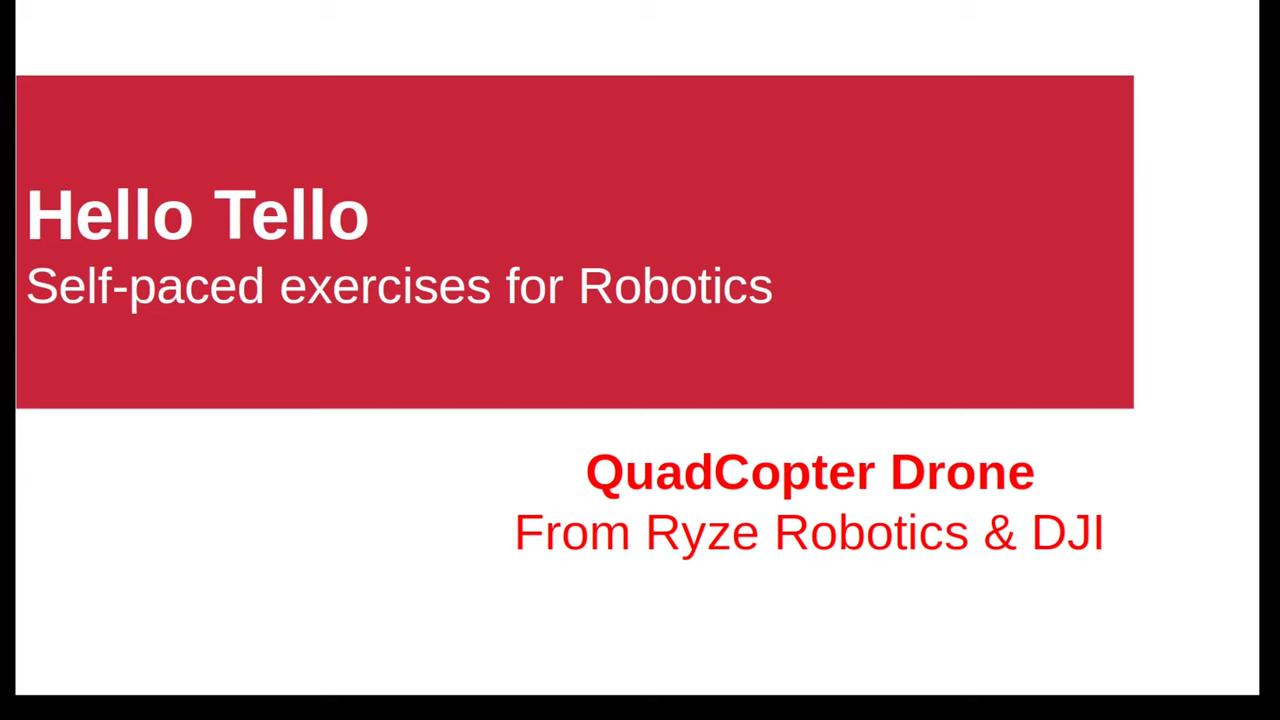 Hello Tello
Self-paced exercises for Robotics
QuadCopter Drone
From Ryze Robotics & DJI